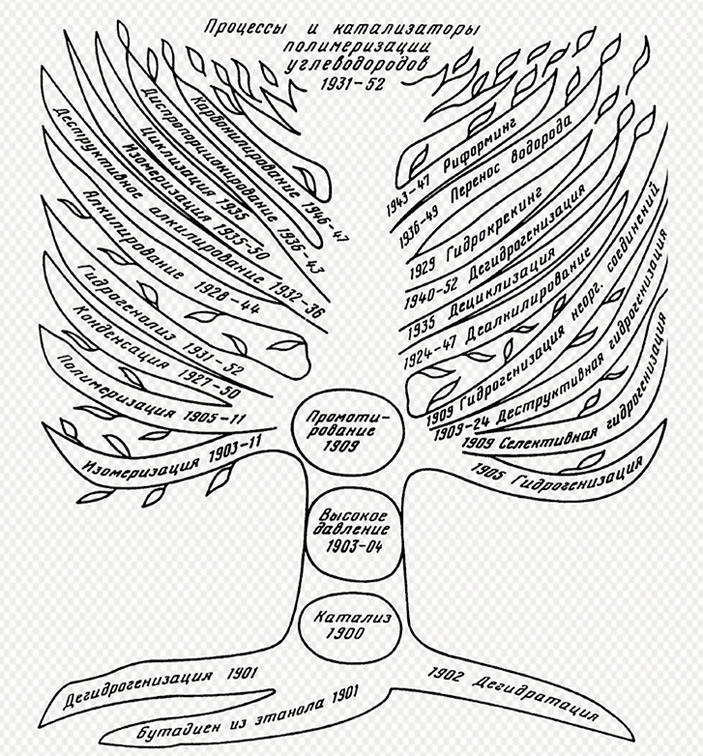 Процессы и катализаторы
полимеризации
углеводородов
1931-52
Карбонилирование 1946-47
Диспропорционирование 1936-43
Циклизация 1935
Изомеризация 1935-50
Деструктивное алкилирование 1932-36
Алкилирование 1928-44
Гидрогенолиз 1931-52
Конденсация 1927-50
Полимеризация 1905-11
Изомеризация 1903-11
1943-47 Риформинг
1936-49 Перенос водорода
1929 Гидрокрекинг
1940-52 Дегидрогенизация
1935 Дециклизация
1924-47 Деалкилирование
1909 Гидрогенизация неорг. соединений
1909-24 Деструктивная гидрогенизация
1909 Селективная гидрогенизация
1905 Гидрогенизация
Промоти-
рование
1909
Высокое
давление
1903-04
Катализ
1900
Дегидрогенизация 1901
Бутадиен из этанола 1901
1902 Дегидратация